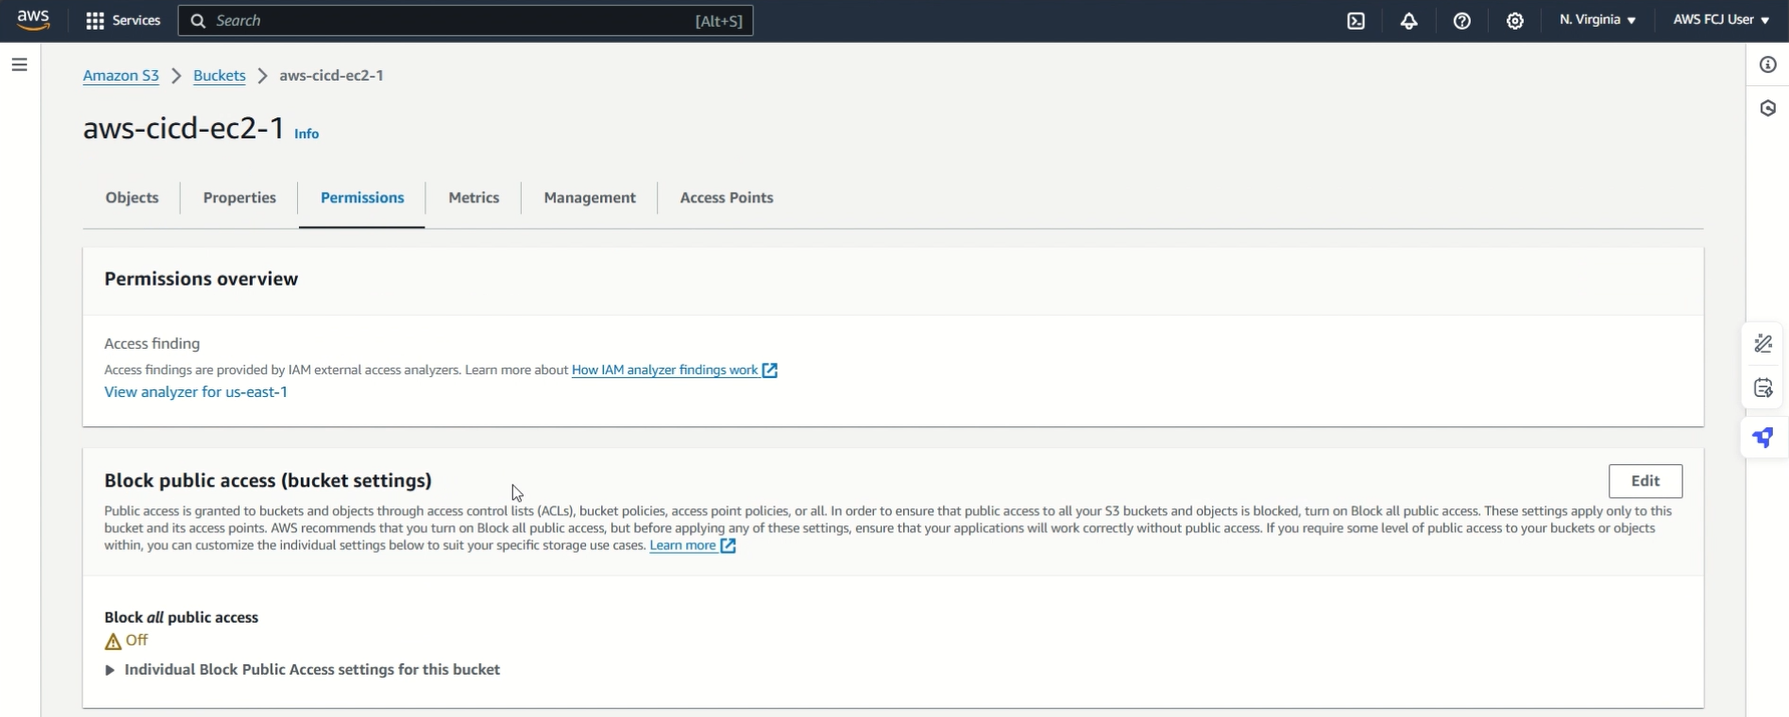 aws
Services
Search
[Alt+S]
N. Virginia
AWS FCJ User
Amazon S3
Buckets
aws-cicd-ec2-1
aws-cicd-ec2-1
Info
Objects
Properties
Permissions
Metrics
Management
Access Points
Permissions overview
Access finding
Access findings are provided by IAM external access analyzers. Learn more about How IAM analyzer findings work
View analyzer for us-east-1
Block public access (bucket settings)
Edit
Public access is granted to buckets and objects through access control lists (ACLs), bucket policies, access point policies, or all. In order to ensure that public access to all your S3 buckets and objects is blocked, turn on Block all public access. These settings apply only to this
bucket and its access points. AWS recommends that you turn on Block all public access, but before applying any of these settings, ensure that your applications will work correctly without public access. If you require some level of public access to your buckets or objects
within, you can customize the individual settings below to suit your specific storage use cases. Learn more
Block all public access
Off
Individual Block Public Access settings for this bucket